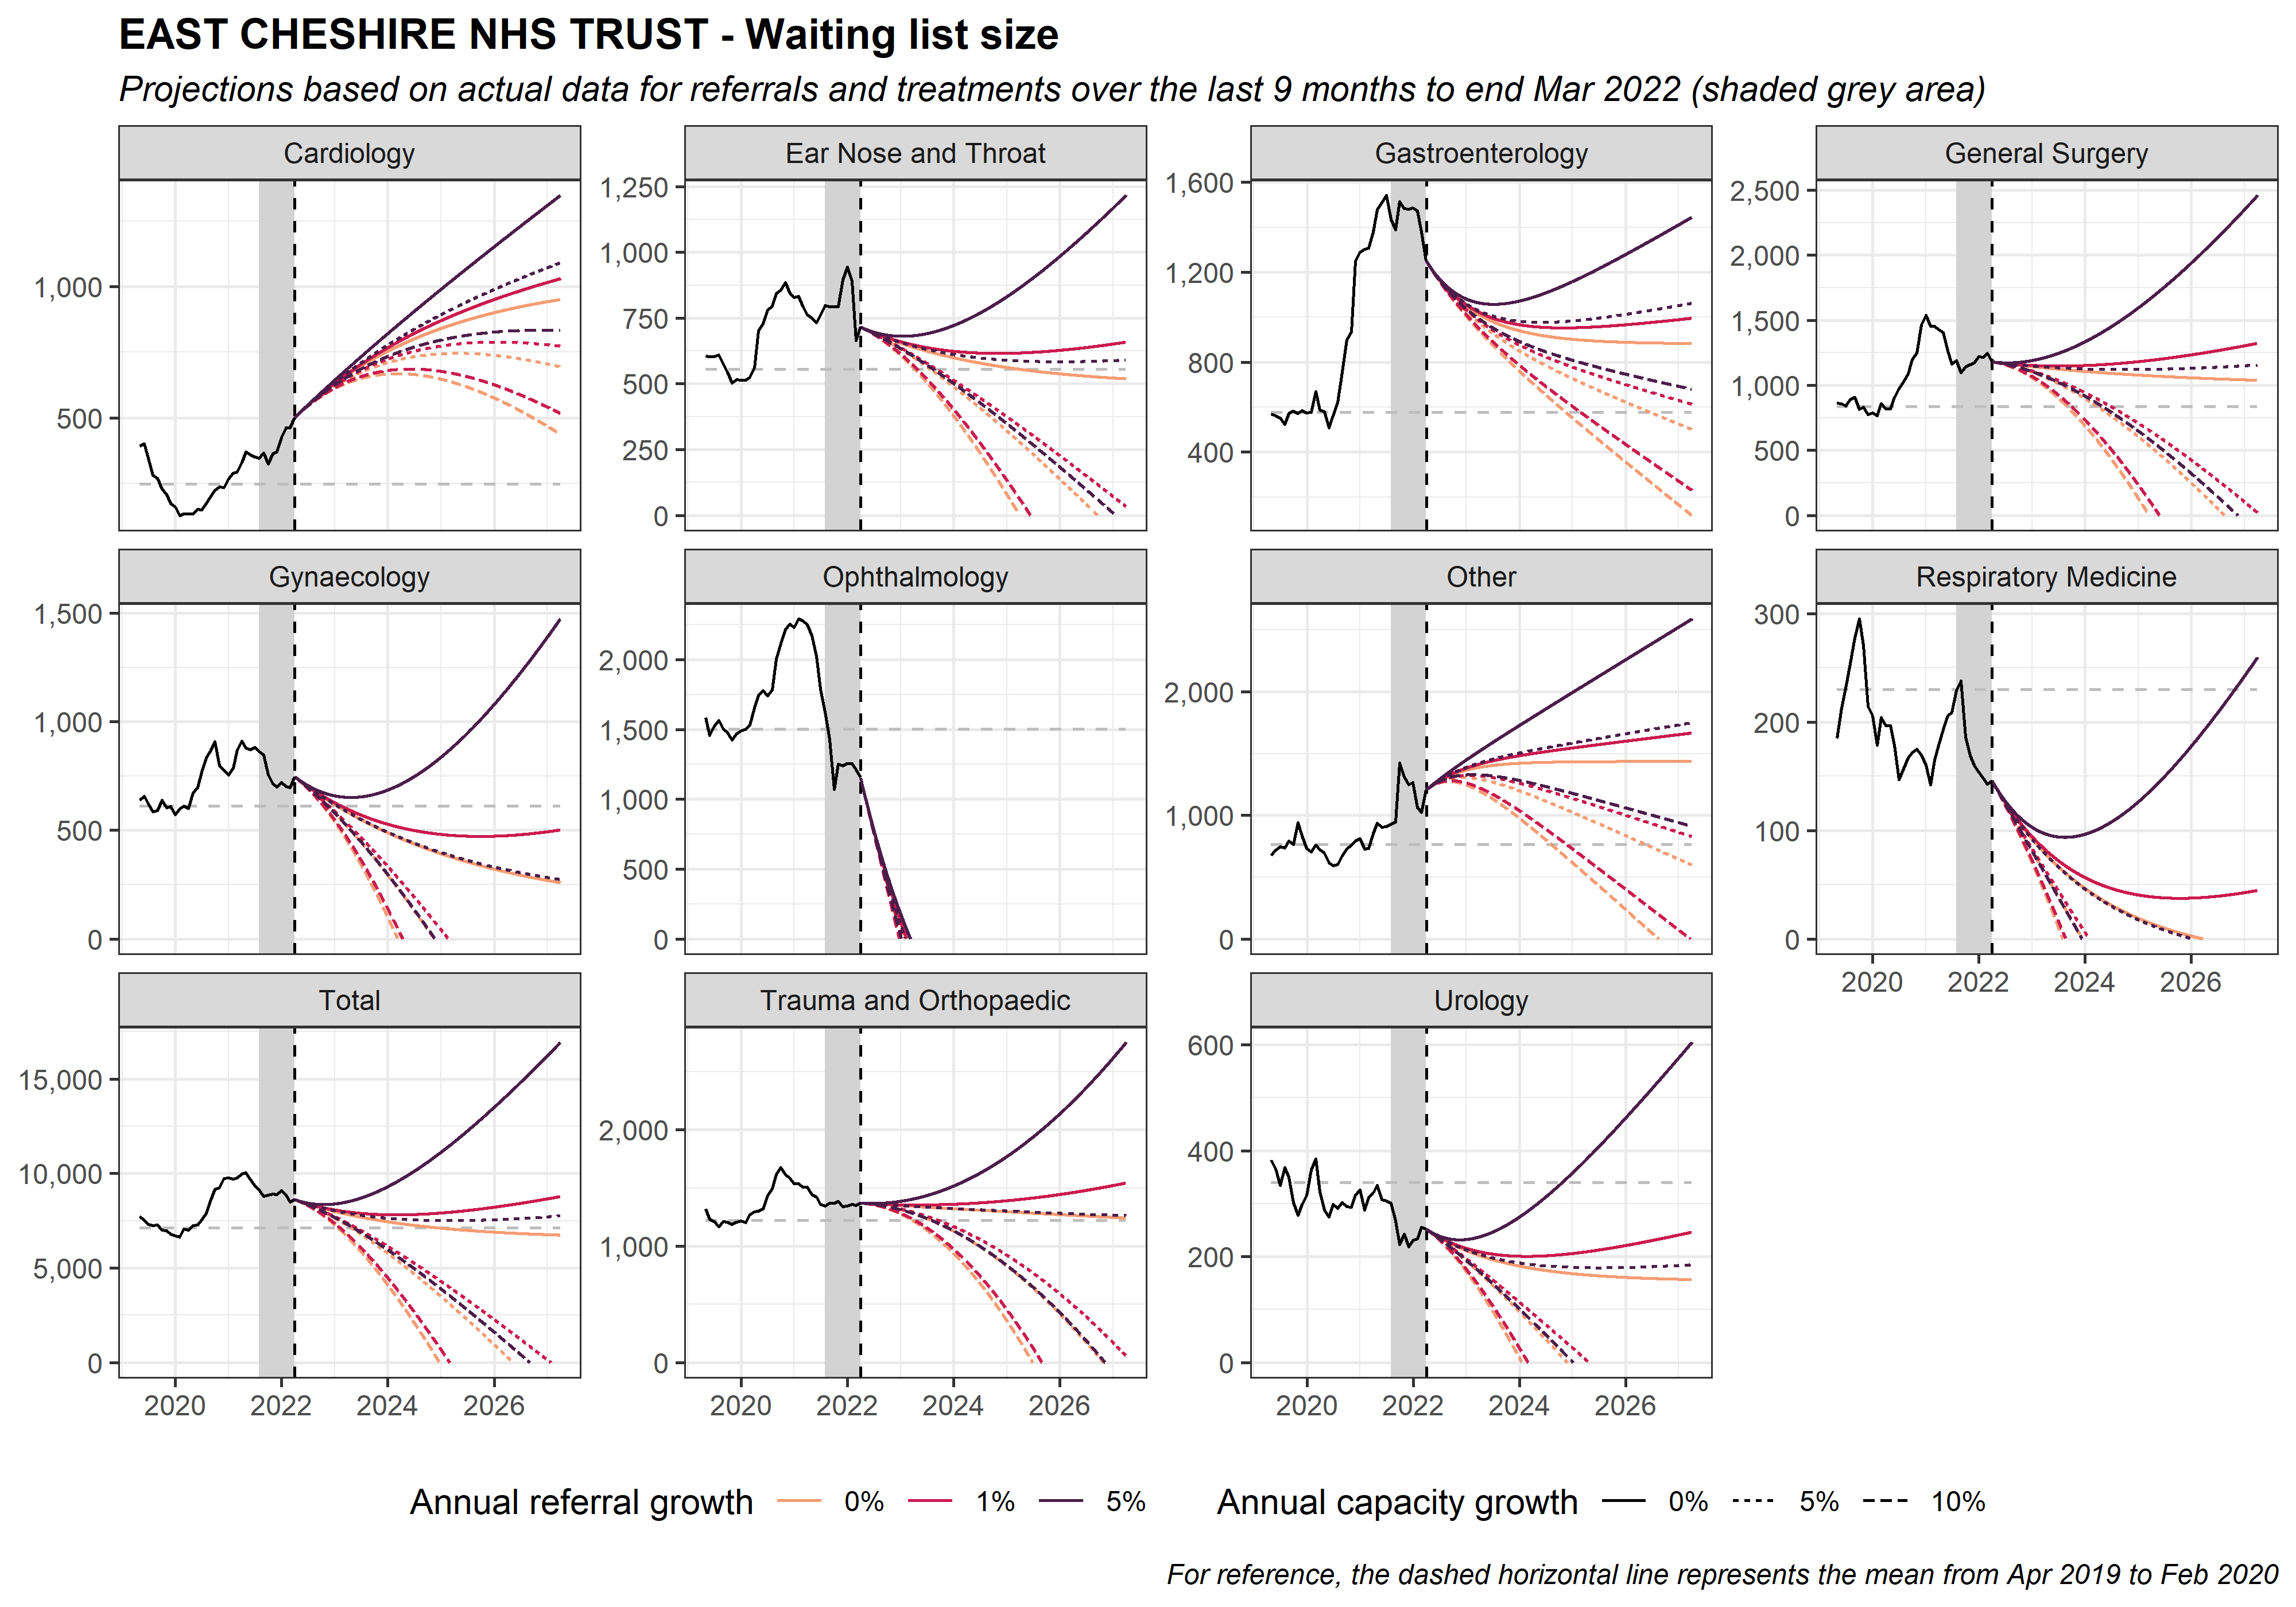 EAST CHESHIRE NHS TRUST - Waiting list size
Projections based on actual data for referrals and treatments over the last 9 months to end Mar 2022 (shaded grey area)
Cardiology
1,000
500
Ear Nose and Throat
1,250
1,000
750
500
250
0
Gastroenterology
1,600
1,200
800
400
General Surgery
2,500
2,000
1,500
1,000
500
0
Gynaecology
1,500
1,000
500
0
Ophthalmology
2,000
1,500
1,000
500
0
Other
2,000
1,000
0
Respiratory Medicine
300
200
100
0
2020 2022 2024 2026
Total
15,000
10,000
5,000
0
2020 2022 2024 2026
Trauma and Orthopaedic
2,000
1,000
0
2020 2022 2024 2026
Urology
600
400
200
0
2020 2022 2024 2026
Annual referral growth 0% 1% 5% Annual capacity growth 0% 5% 10%
For reference, the dashed horizontal line represents the mean from Apr 2019 to Feb 2020